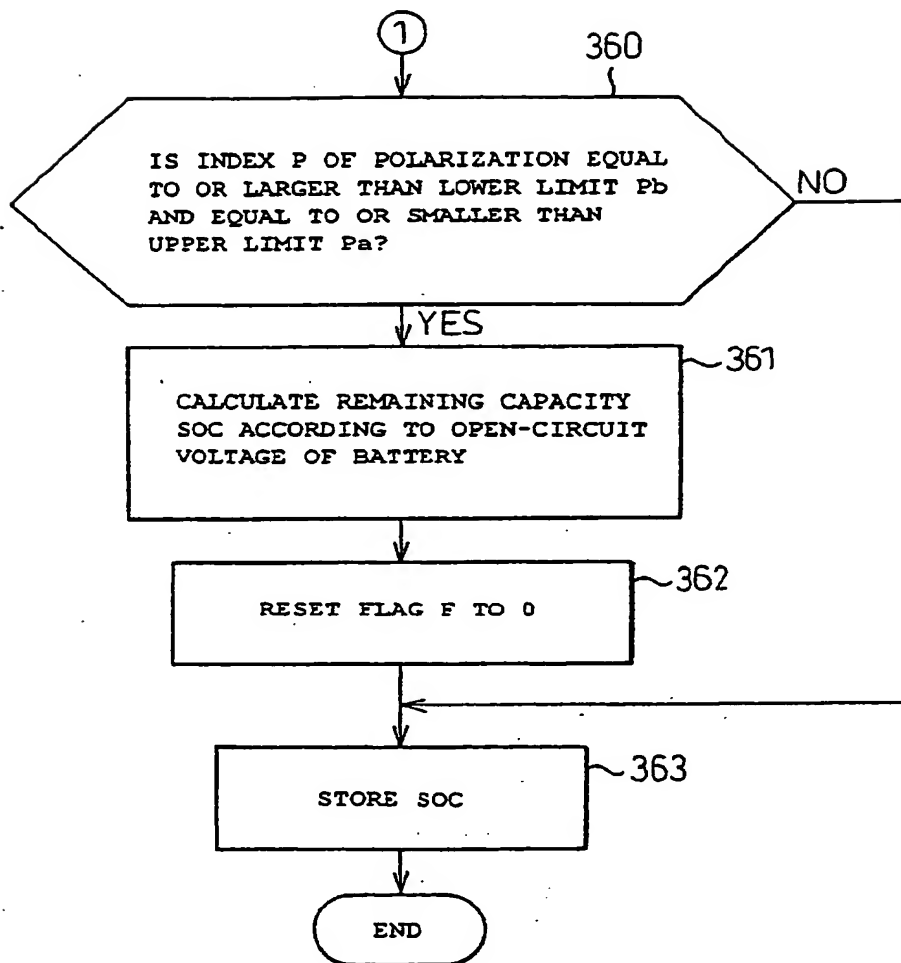 1
360
IS INDEX P OF POLARIZATION EQUAL
TO OR LARGER THAN LOWER LIMIT Pb
AND EQUAL TO OR SMALLER THAN
UPPER LIMIT Pa?
NO
YES
361
CALCULATE REMAINING CAPACITY
SOC ACCORDING TO OPEN-CIRCUIT
VOLTAGE OF BATTERY
362
RESET FLAG F TO 0
363
STORE SOC
END